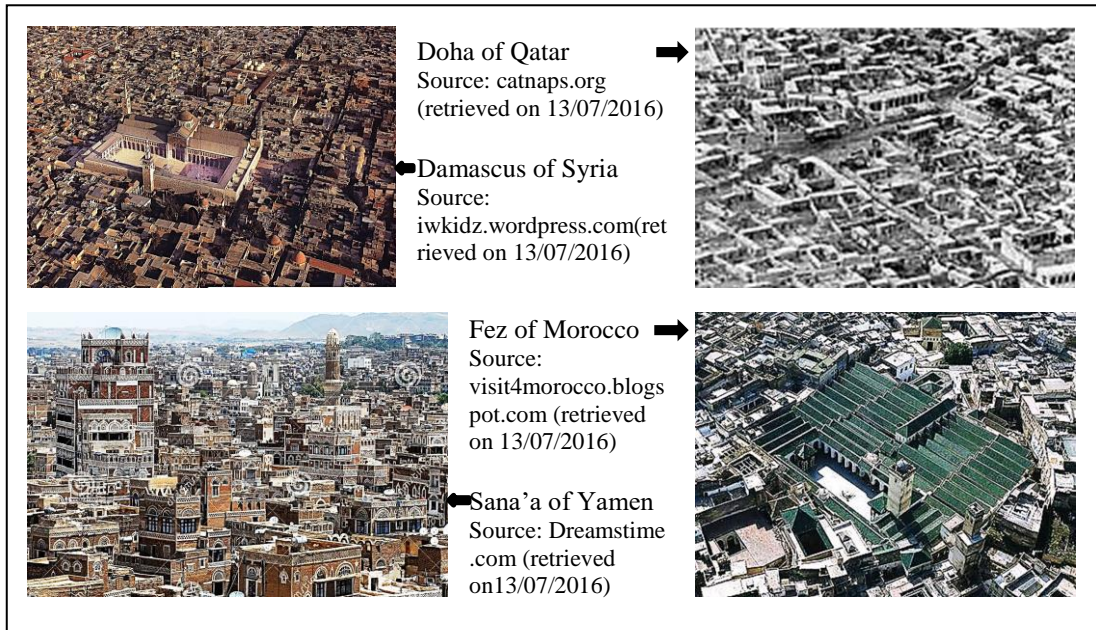 Doha of Qatar
Source: catnaps.org
(retrieved on 13/07/2016)
Damascus of Syria
Source:
iwkidz.wordpress.com(ret
rieved on 13/07/2016)
Fez of Morocco
Source:
visit4morocco.blogs
pot.com (retrieved
on 13/07/2016)
Sana’a of Yamen
Source: Dreamstime
.com (retrieved
on13/07/2016)